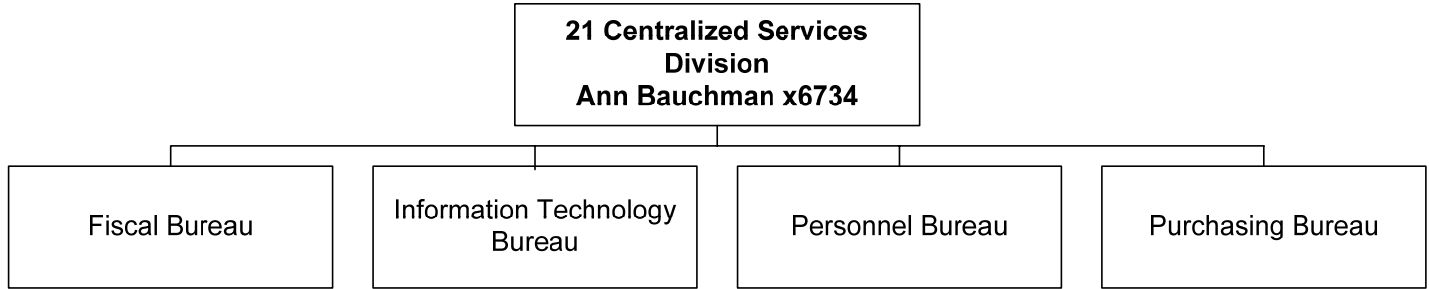 21 Centralized Services
Division
Ann Bauchman x6734
Fiscal Bureau
Information Technology
Bureau
Personnel Bureau
Purchasing Bureau